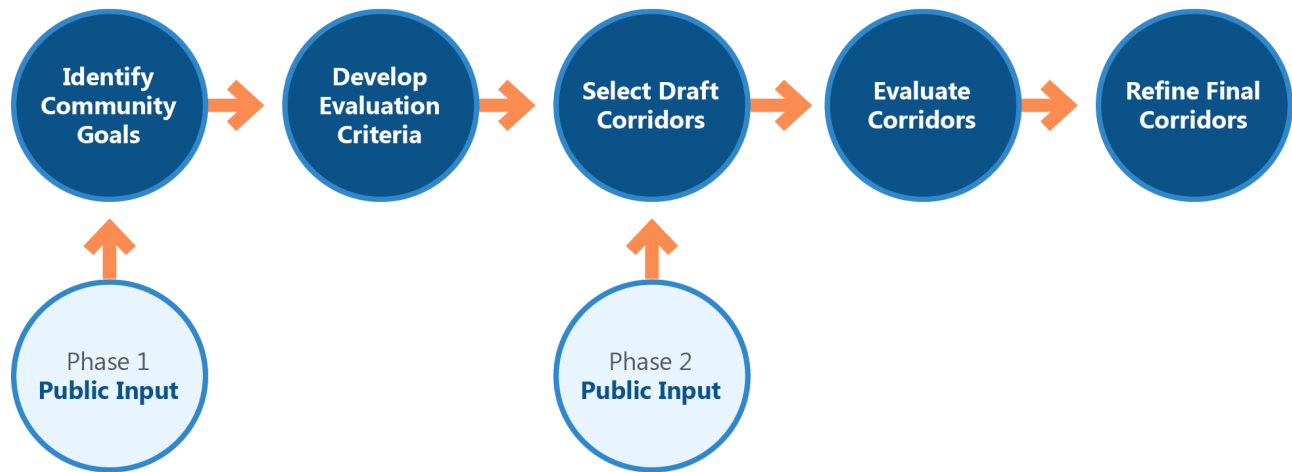 Identify
Community
Goals
Develop
Evaluation
Criteria
Select Draft
Corridors
Evaluate
Corridors
Refine Final
Corridors
Phase 1
Public Input
Phase 2
Public Input